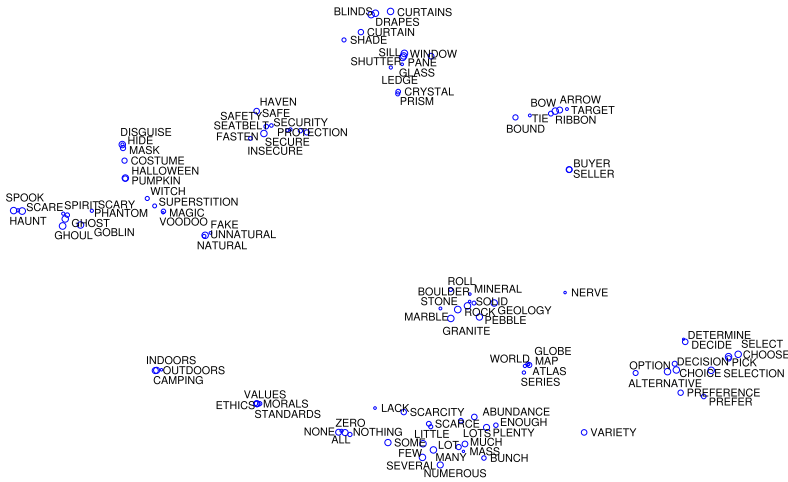 BLINDS CURTAINS
DRAPES
CURTAIN
SHADE
SILL WINDOW
SHUTTER PANE
GLASS
LEDGE
CRYSTAL
PRISM
HAVEN
SAFETY SAFE
SEATBELT SECURITY
FASTEN PROTECTION
SECURE
INSECURE
BOW ARROW
TARGET
TIE RIBBON
BOUND
BUYER
SELLER
DISGUISE
HIDE
MASK
COSTUME
HALLOWEEN
PUMPKIN
WITCH
SUPERSTITION
MAGIC
VOODOO
SPOOK
SCARE SPIRIT SCARY
PHANTOM
HAUNT GHOST
GHOUL GOBLIN
FAKE
UNNATURAL
NATURAL
ROLL
BOULDER MINERAL
STONE SOLID
ROCK GEOLOGY
MARBLE PEBBLE
GRANITE
NERVE
WORLD GLOBE
MAP
ATLAS
SERIES
DETERMINE
DECIDE SELECT
CHOOSE
OPTION DECISION PICK
CHOICE SELECTION
ALTERNATIVE
PREFERENCE
PREFER
INDOORS
OUTDOORS
CAMPING
VALUES
ETHICS MORALS
STANDARDS
ZERO
NONE NOTHING
ALL
LACK SCARCITY ABUNDANCE
SCARCE ENOUGH
LITTLE LOTS PLENTY
SOME LOT MUCH
FEW MANY MASS
SEVERAL BUNCH
NUMEROUS
VARIETY